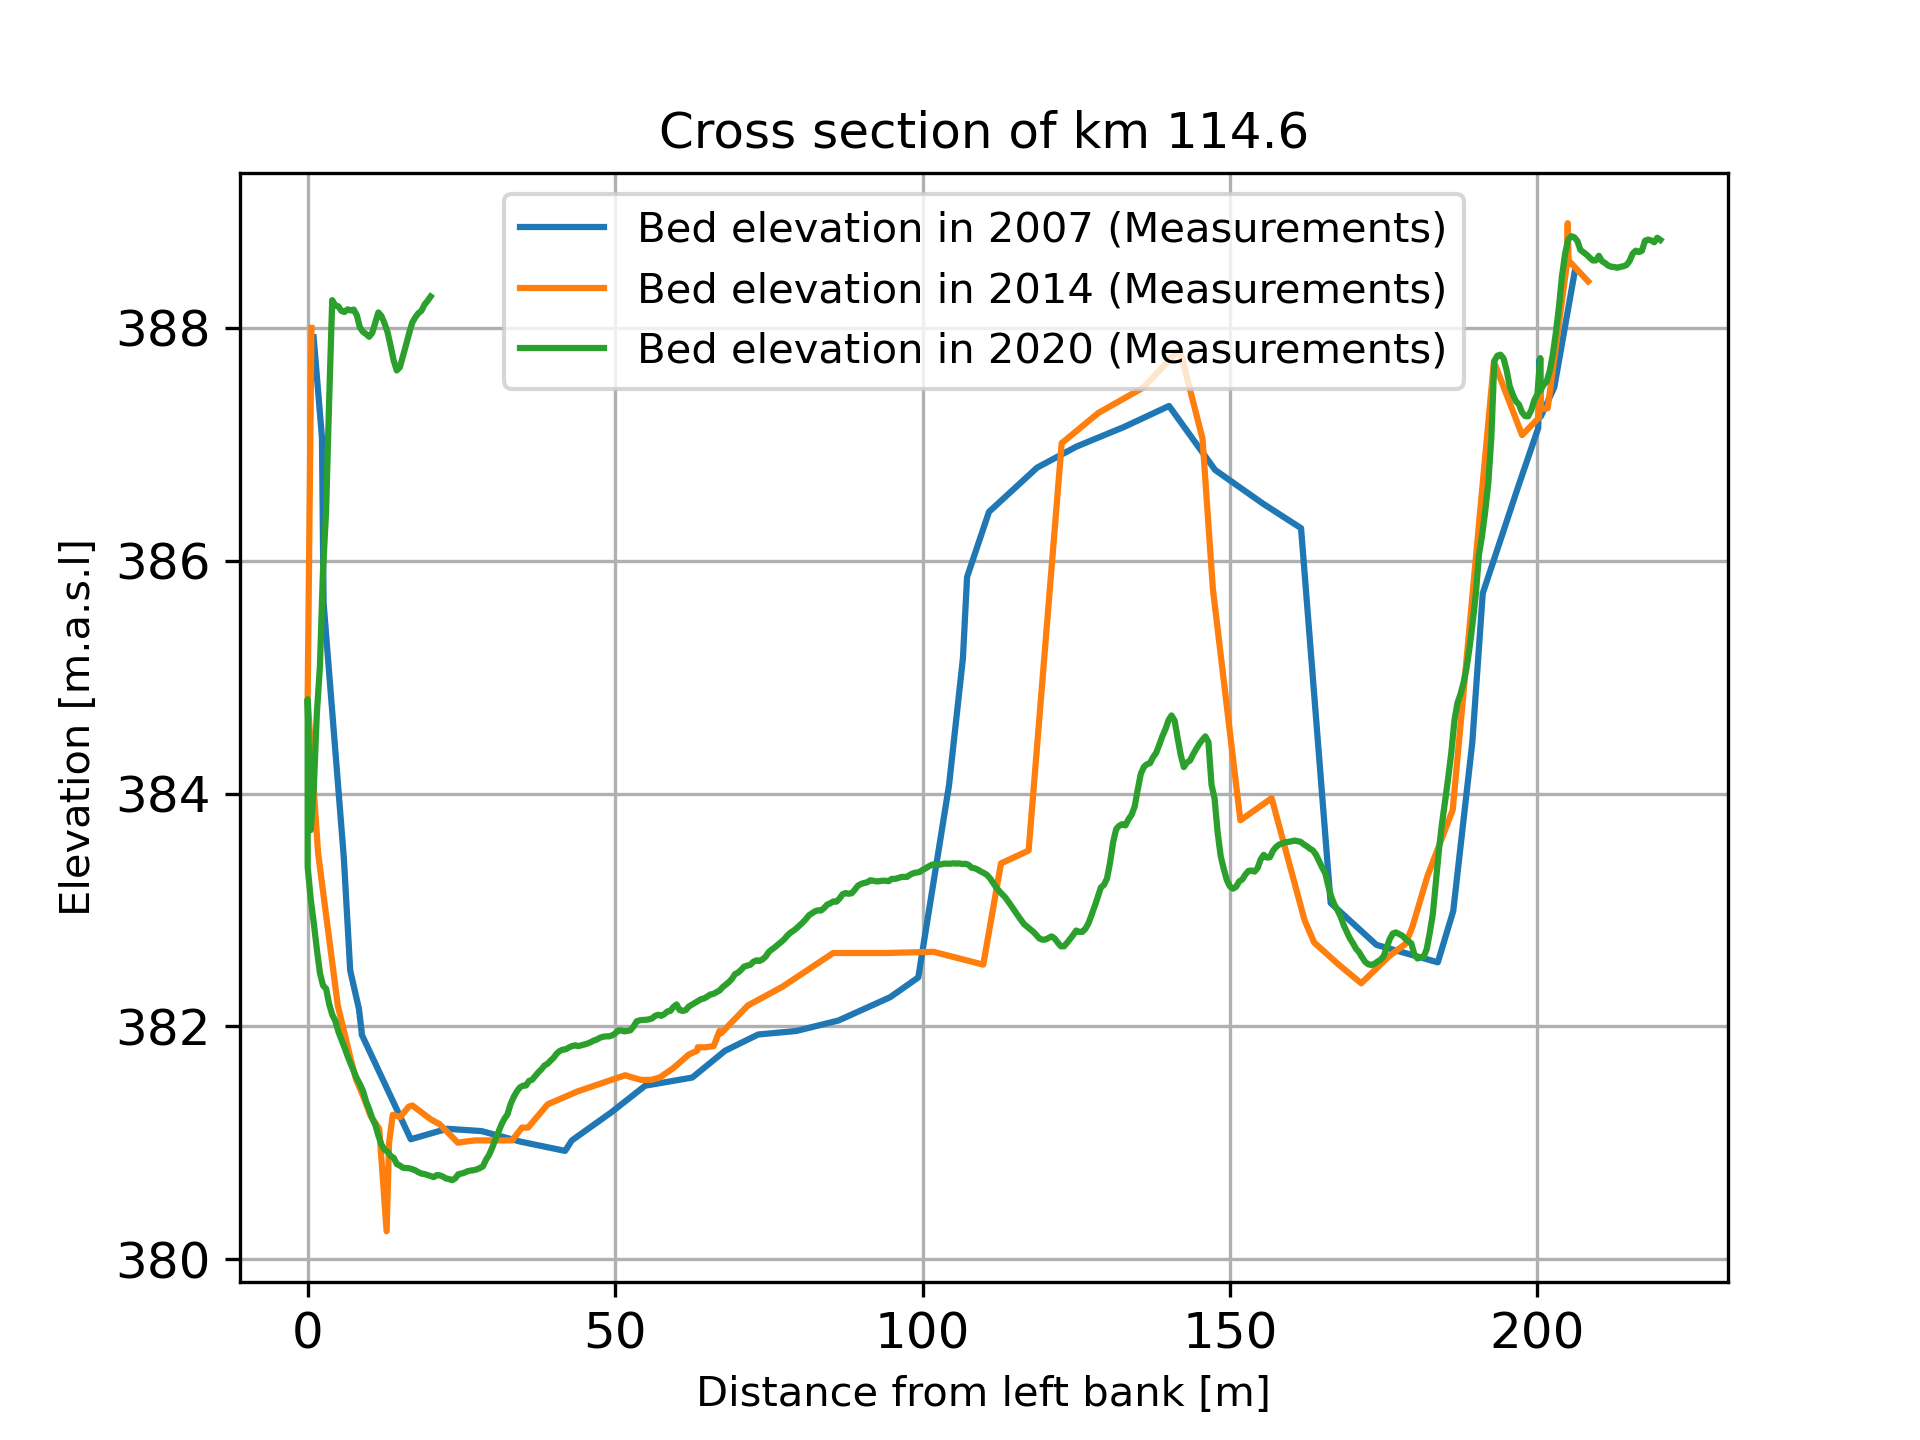 Cross section of km 114.6
Bed elevation in 2007 (Measurements)
Bed elevation in 2014 (Measurements)
Bed elevation in 2020 (Measurements)
Elevation [m.a.s.l]
388
386
384
382
380
0 50 100 150 200
Distance from left bank [m]